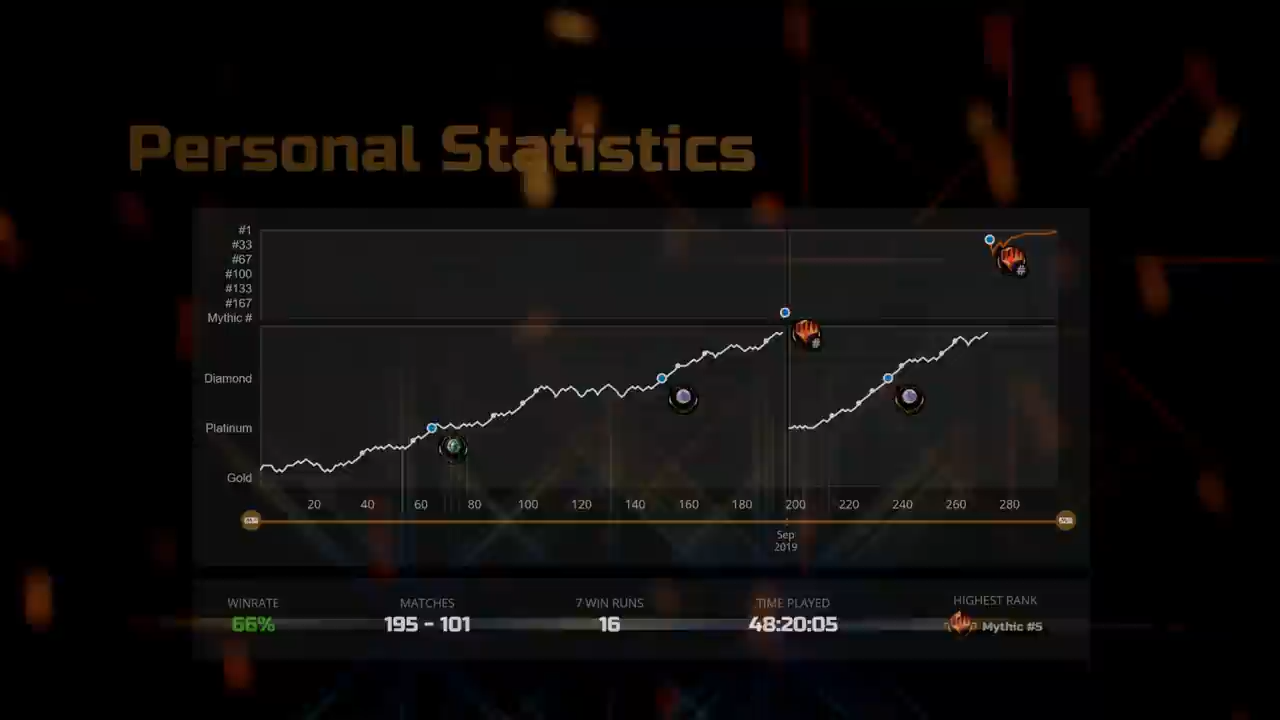 Personal Statistics
#1
#33
#67
#100
#133
#167
Mythic #
Diamond
Platinum
Gold
20 40 60 80 100 120 140 160 180 200 220 240 260 280
Sep
2019
WINRATE MATCHES 7 WIN RUNS TIME PLAYED HIGHEST RANK
66% 195 - 101 16 48:20:05 Mythic #5